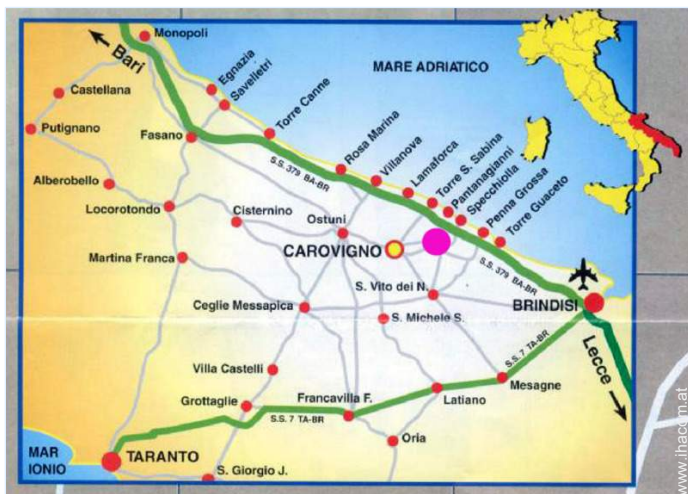 Monopoli
Bari
Egnazia
Savelletri
MARE ADRIATICO
Castellana
Torre Canne
Putignano
Fasano
S.S. 379 BA-BR
Rosa Marina
Villanova
Lamaforca
Torre S. Sabina
Pantanagianni
Specchiolla
Penna Grossa
Torre Guaceto
Alberobello
Locorotondo
Cisternino
Ostuni
CAROVIGNO
Martina Franca
S.S. 379 BA-BR
S. Vito dei N.
BRINDISI
Ceglie Messapica
S. Michele S.
S.S. 7 TA-BR
Lecce
Villa Castelli
Mesagne
Grottaglie
Francavilla F.
Latiano
S.S. 7 TA-BR
Oria
MAR
IONIO
TARANTO
S. Giorgio J.
www.ihacom.at